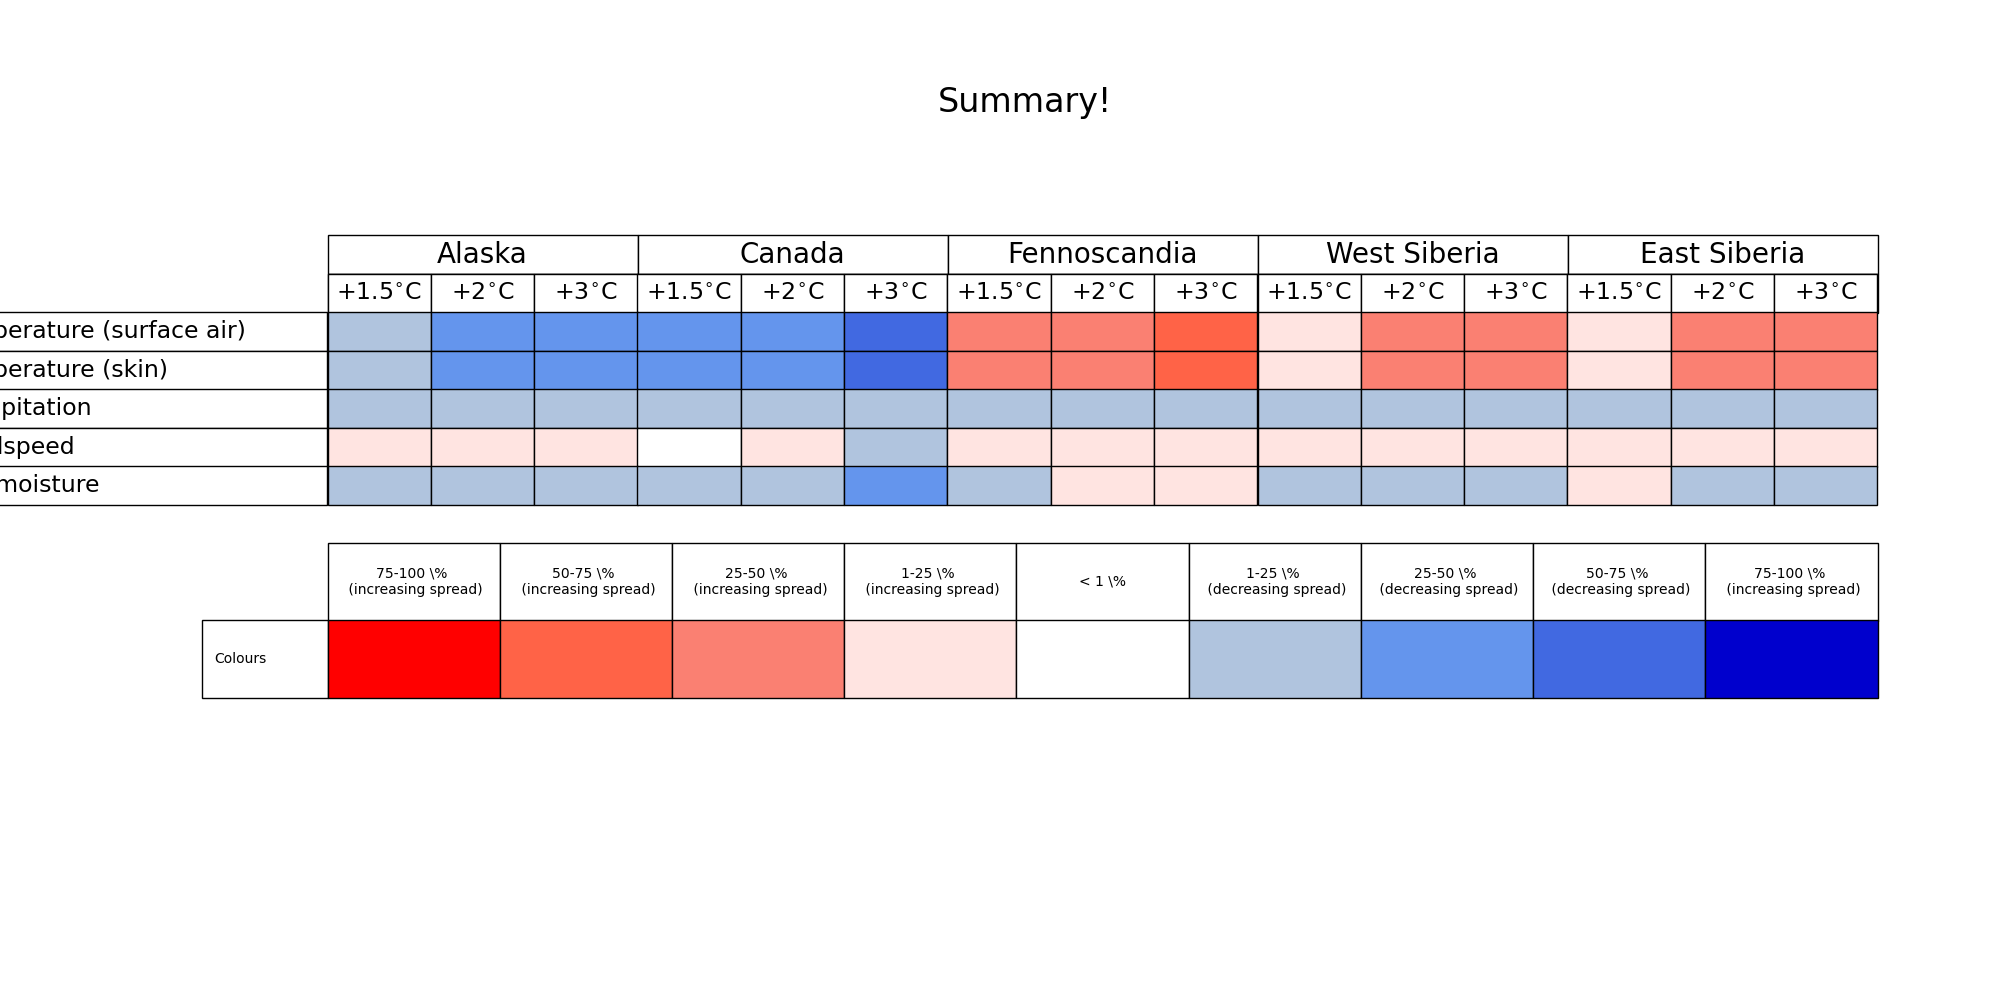 Summary!
Alaska Canada Fennoscandia West Siberia East Siberia
+1.5°C +2°C +3°C +1.5°C +2°C +3°C +1.5°C +2°C +3°C +1.5°C +2°C +3°C +1.5°C +2°C +3°C
perature (surface air)
perature (skin)
pitation
speed
moisture
75-100 \% 50-75 \% 25-50 \% 1-25 \% < 1 \% 1-25 \% 25-50 \% 50-75 \% 75-100 \%
(increasing spread) (increasing spread) (increasing spread) (increasing spread) (decreasing spread) (decreasing spread) (decreasing spread) (increasing spread)
Colours